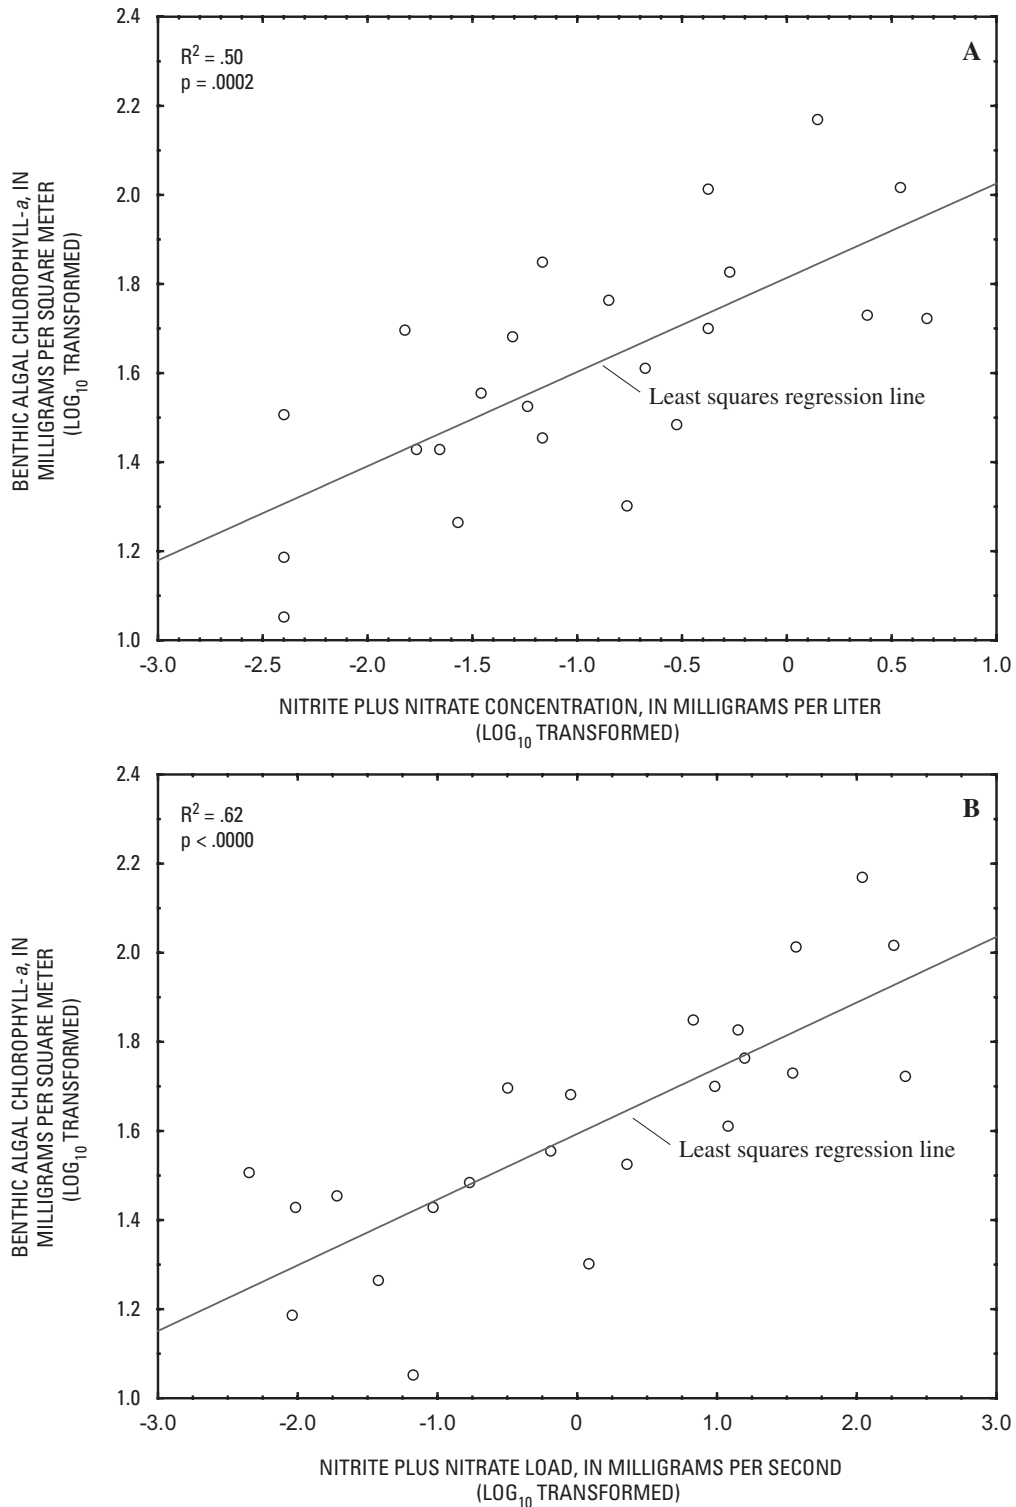 2.4
R² = .50
p = .0002
A
2.2
2.0
1.8
1.6
1.4
1.2
1.0
BENTHIC ALGAL CHLOROPHYLL-a, IN
MILLIGRAMS PER SQUARE METER
(LOG₁₀ TRANSFORMED)
Least squares regression line
-3.0 -2.5 -2.0 -1.5 -1.0 -0.5 0 0.5 1.0
NITRITE PLUS NITRATE CONCENTRATION, IN MILLIGRAMS PER LITER
(LOG₁₀ TRANSFORMED)
2.4
R² = .62
p < .0000
B
2.2
2.0
1.8
1.6
1.4
1.2
1.0
BENTHIC ALGAL CHLOROPHYLL-a, IN
MILLIGRAMS PER SQUARE METER
(LOG₁₀ TRANSFORMED)
Least squares regression line
-3.0 -2.0 -1.0 0 1.0 2.0 3.0
NITRITE PLUS NITRATE LOAD, IN MILLIGRAMS PER SECOND
(LOG₁₀ TRANSFORMED)